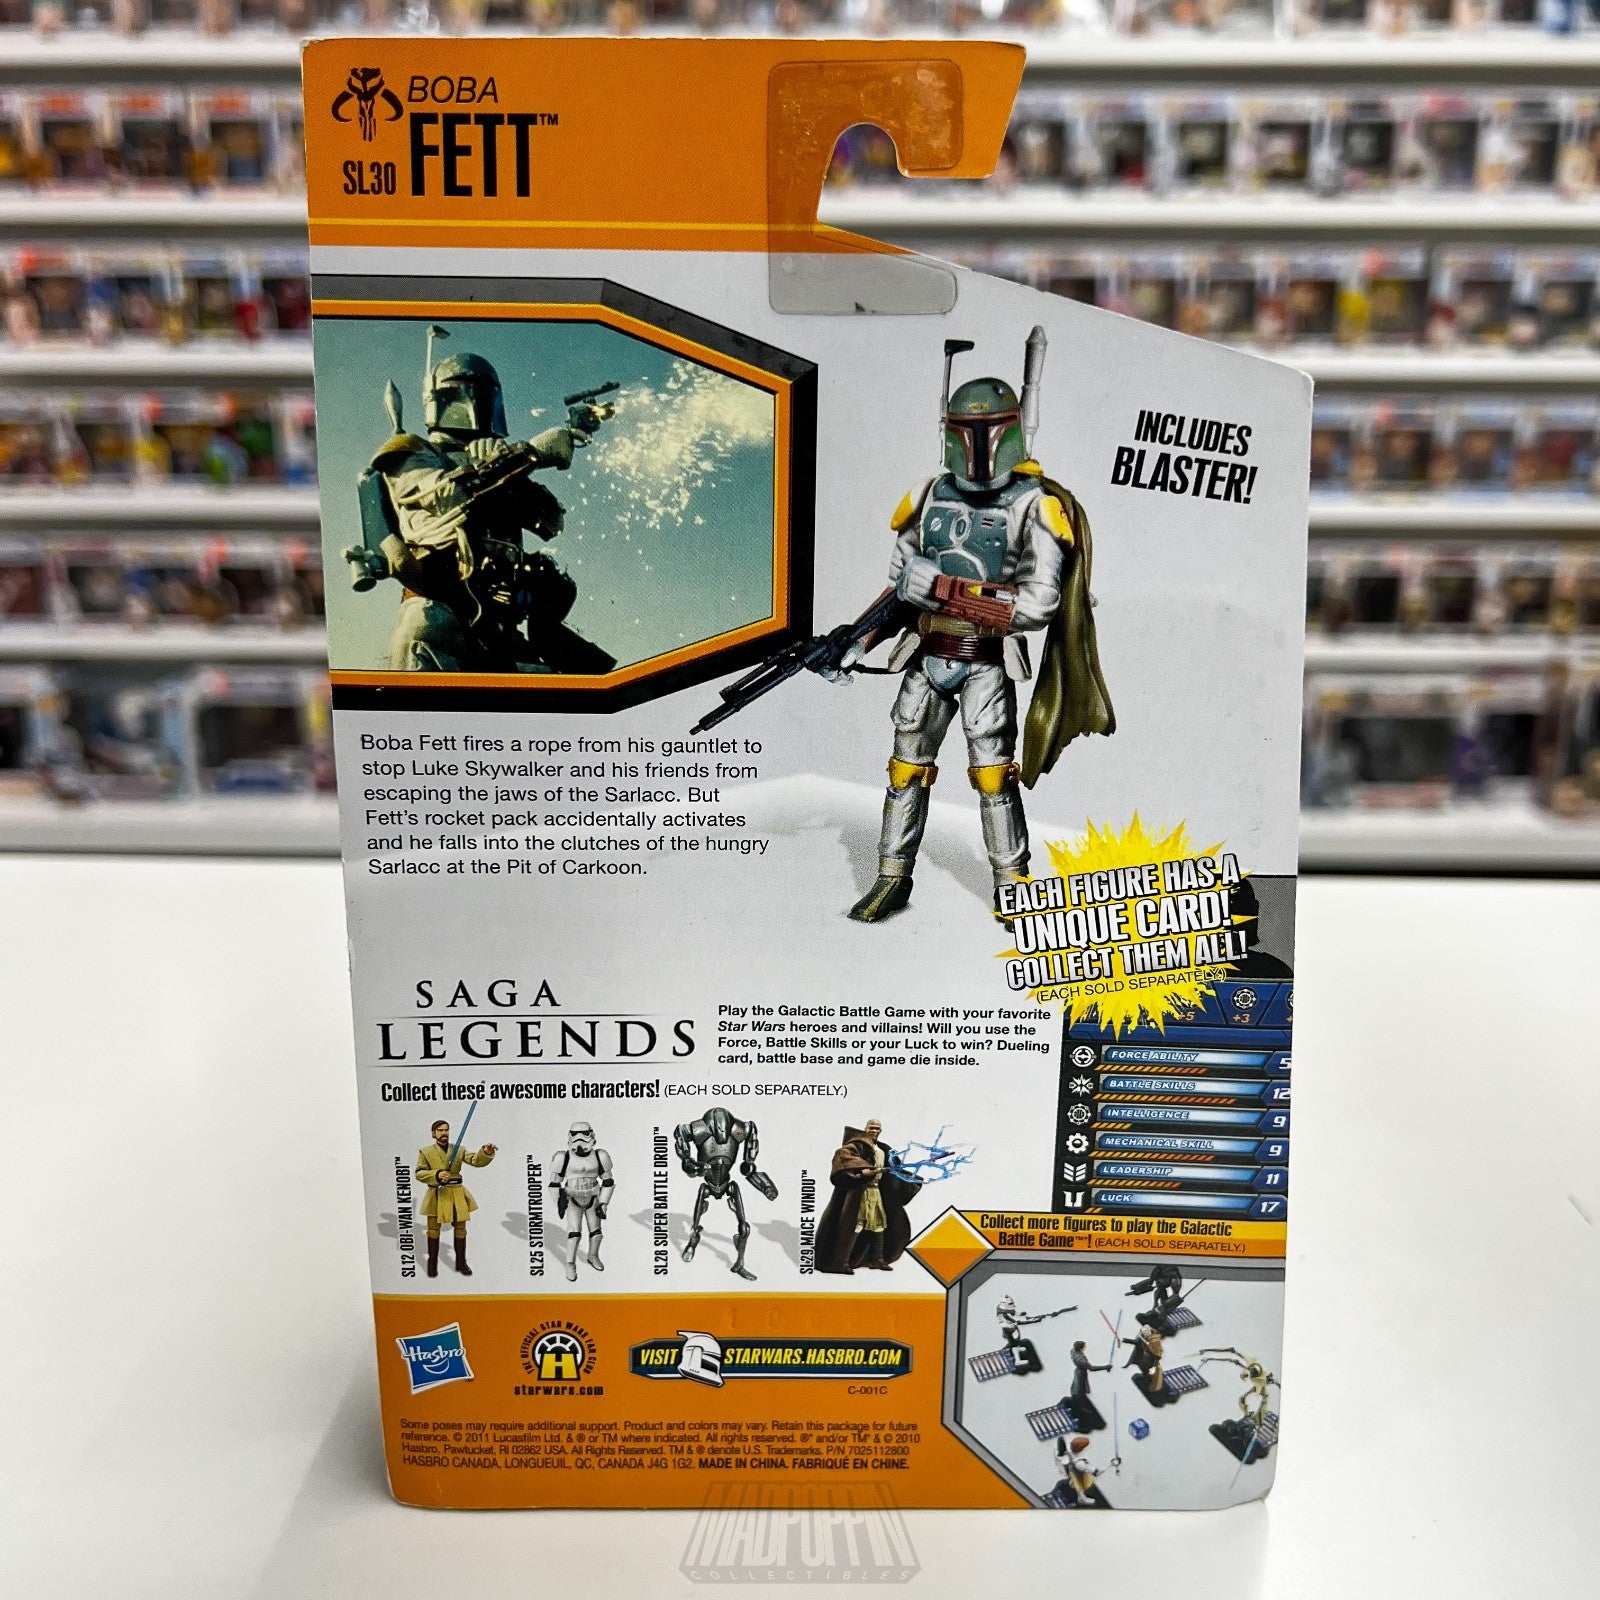 BOBA
FETT™
SL30
INCLUDES
BLASTER!
Boba Fett fires a rope from his gauntlet to
stop Luke Skywalker and his friends from
escaping the jaws of the Sarlacc. But
Fett's rocket pack accidentally activates
and he falls into the clutches of the hungry
Sarlacc at the Pit of Carkoon.
EACH FIGURE HAS A
UNIQUE CARD!
COLLECT THEM ALL!
(EACH SOLD SEPARATELY.)
SAGA
LEGENDS
Play the Galactic Battle Game with your favorite
Star Wars heroes and villains! Will you use the
Force, Battle Skills or your Luck to win? Dueling
card, battle base and game die inside.
+5 +3
FORCE ABILITY 5
BATTLE SKILLS 12
INTELLIGENCE 9
MECHANICAL SKILL 9
LEADERSHIP 11
LUCK 17
Collect these awesome characters! (EACH SOLD SEPARATELY.)
SL12 OBI-WAN KENOBI™
SL25 STORMTROOPER™
SL28 SUPER BATTLE DROID™
SL29 MACE WINDU™
Collect more figures to play the Galactic
Battle Game™! (EACH SOLD SEPARATELY.)
Hasbro
THE OFFICIAL STAR WARS FAN CLUB
starwars.com
VISIT STARWARS.HASBRO.COM
C-001C
Some poses may require additional support. Product and colors may vary. Retain this package for future
reference. © 2011 Lucasfilm Ltd. & ® or TM where indicated. All rights reserved. ®* and/or TM* & © 2010
Hasbro, Pawtucket, RI 02862 USA. All Rights Reserved. TM & ® denote U.S. Trademarks. P/N 7025112800
HASBRO CANADA, LONGUEUIL, QC, CANADA J4G 1G2. MADE IN CHINA. FABRIQUÉ EN CHINE.
MADPOPPIN
COLLECTIBLES